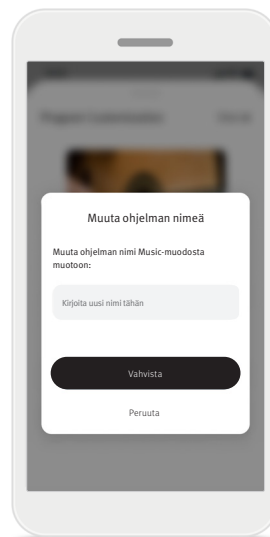 Muuta ohjelman nimeä
Muuta ohjelman nimi Music-muodosta
muotoon:
Kirjoita uusi nimi tähän
Vahvista
Peruuta